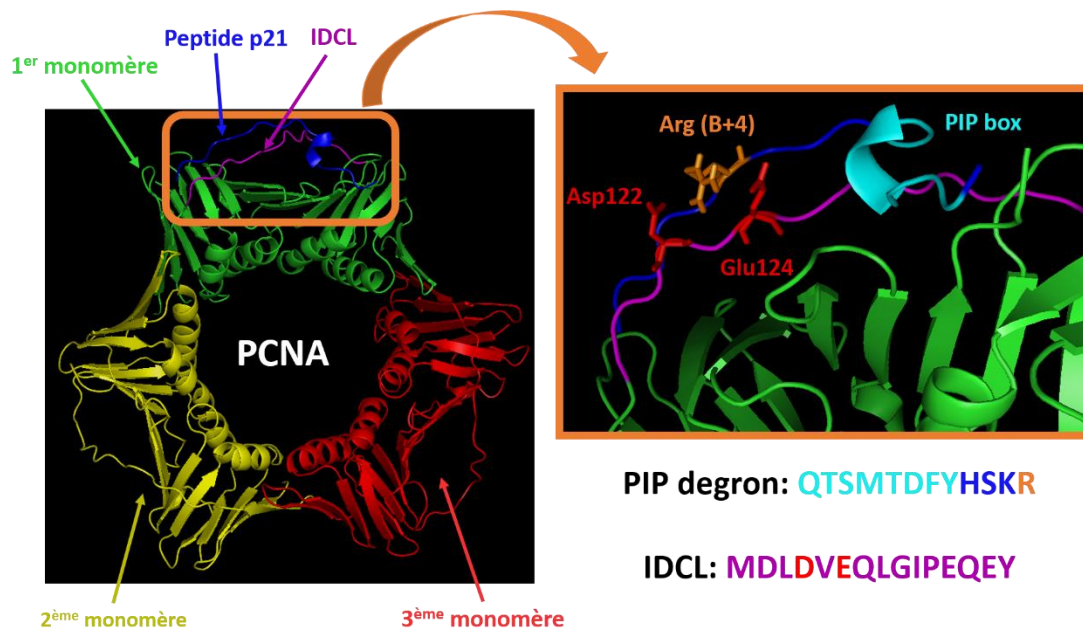 Peptide p21
IDCL
1er monomère
Arg (B+4)
PIP box
Asp122
Glu124
PCNA
PIP degron: QTSMTDFYHSKR
IDCL: MDLDVEQLGIPEQEY
2ème monomère
3ème monomère